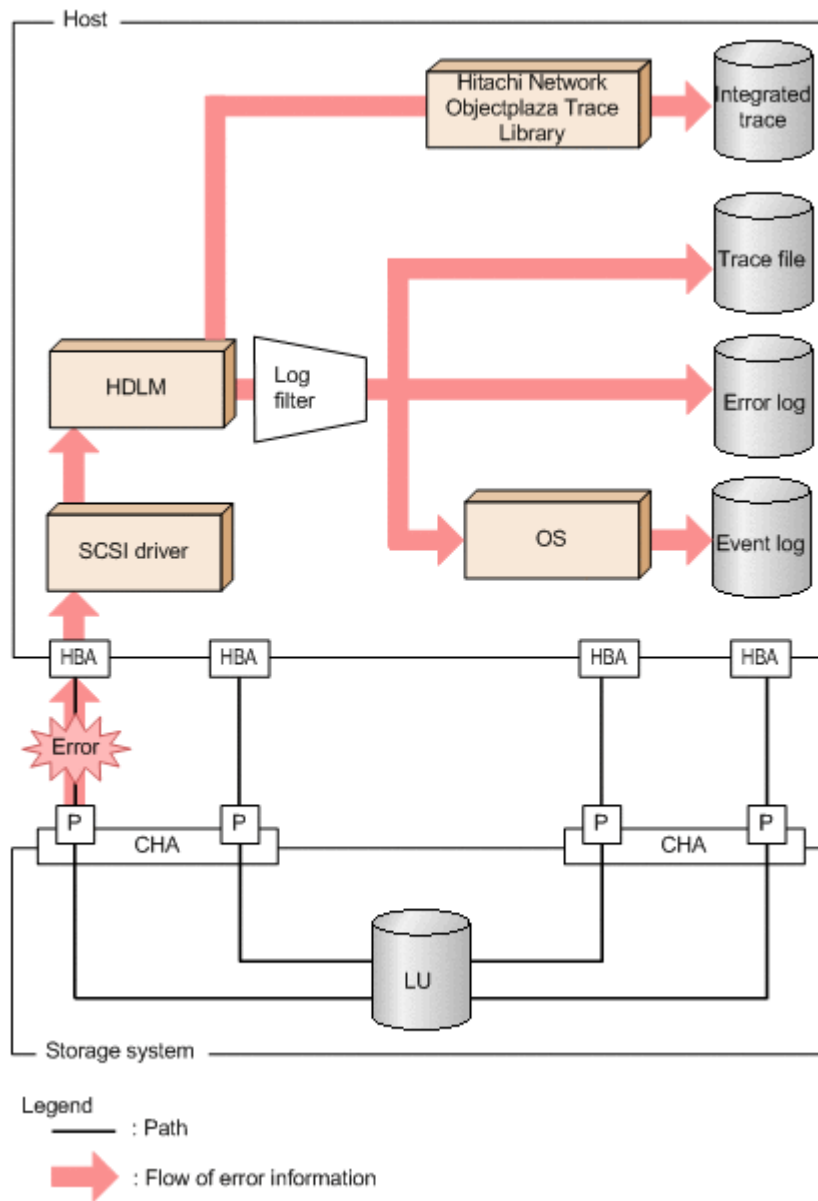 Host
Hitachi Network
Objectplaza Trace
Library
Integrated
trace
Trace file
HDLM
Log
filter
Error log
SCSI driver
OS
Event log
HBA
HBA
HBA
HBA
Error
P
P
P
P
CHA
CHA
LU
Storage system
Legend
: Path
: Flow of error information